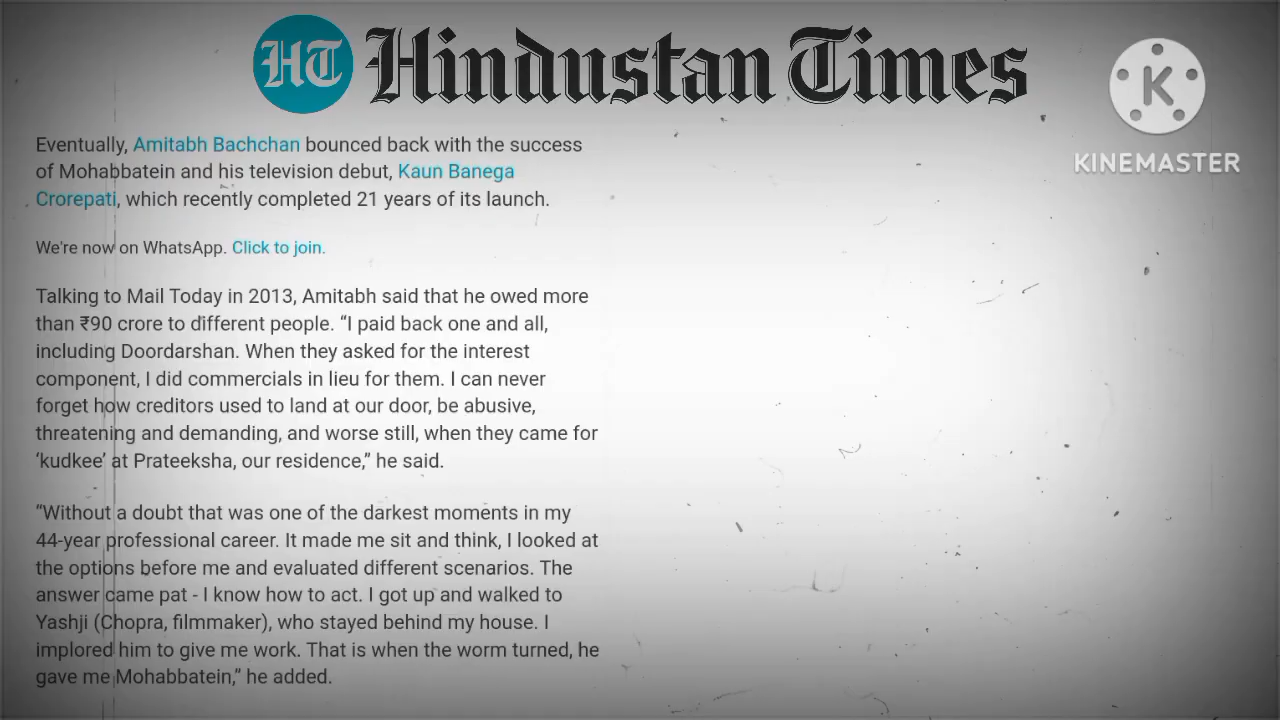 HT Hindustan Times
K
KINEMASTER
Eventually, Amitabh Bachchan bounced back with the success
of Mohabbatein and his television debut, Kaun Banega
Crorepati, which recently completed 21 years of its launch.
We're now on WhatsApp. Click to join.
Talking to Mail Today in 2013, Amitabh said that he owed more
than ₹90 crore to different people. “I paid back one and all,
including Doordarshan. When they asked for the interest
component, I did commercials in lieu for them. I can never
forget how creditors used to land at our door, be abusive,
threatening and demanding, and worse still, when they came for
‘kudkee’ at Prateeksha, our residence,” he said.
“Without a doubt that was one of the darkest moments in my
44-year professional career. It made me sit and think, I looked at
the options before me and evaluated different scenarios. The
answer came pat - I know how to act. I got up and walked to
Yashji (Chopra, filmmaker), who stayed behind my house. I
implored him to give me work. That is when the worm turned, he
gave me Mohabbatein,” he added.